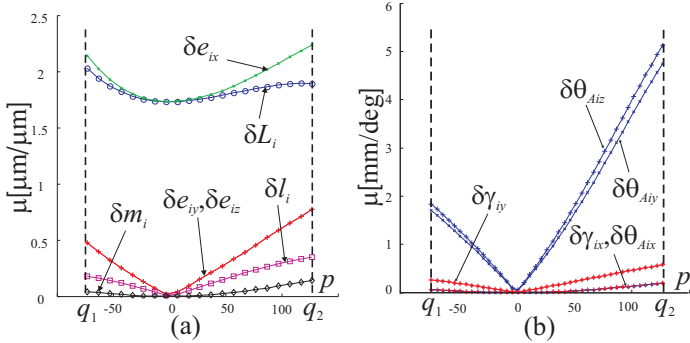 2.5
2
1.5
1
0.5
0
μ[μm/μm]
δe_ix
δL_i
δm_i
δe_iy,δe_iz
δl_i
q_1 -50 0 50 100 q_2 p
(a)
6
5
4
3
2
1
0
μ[mm/deg]
δθ_Aiz
δθ_Aiy
δγ_iy
δγ_ix,δθ_Aix
q_1 -50 0 50 100 q_2 p
(b)